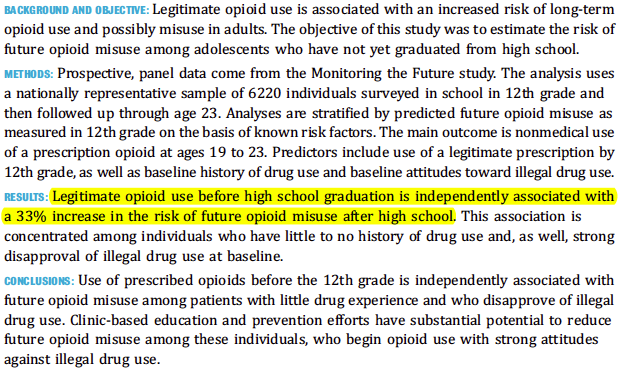 BACKGROUND AND OBJECTIVE: Legitimate opioid use is associated with an increased risk of long-term
opioid use and possibly misuse in adults. The objective of this study was to estimate the risk of
future opioid misuse among adolescents who have not yet graduated from high school.
METHODS: Prospective, panel data come from the Monitoring the Future study. The analysis uses
a nationally representative sample of 6220 individuals surveyed in school in 12th grade and
then followed up through age 23. Analyses are stratified by predicted future opioid misuse as
measured in 12th grade on the basis of known risk factors. The main outcome is nonmedical use
of a prescription opioid at ages 19 to 23. Predictors include use of a legitimate prescription by
12th grade, as well as baseline history of drug use and baseline attitudes toward illegal drug use.
RESULTS: Legitimate opioid use before high school graduation is independently associated with
a 33% increase in the risk of future opioid misuse after high school. This association is
concentrated among individuals who have little to no history of drug use and, as well, strong
disapproval of illegal drug use at baseline.
CONCLUSIONS: Use of prescribed opioids before the 12th grade is independently associated with
future opioid misuse among patients with little drug experience and who disapprove of illegal
drug use. Clinic-based education and prevention efforts have substantial potential to reduce
future opioid misuse among these individuals, who begin opioid use with strong attitudes
against illegal drug use.